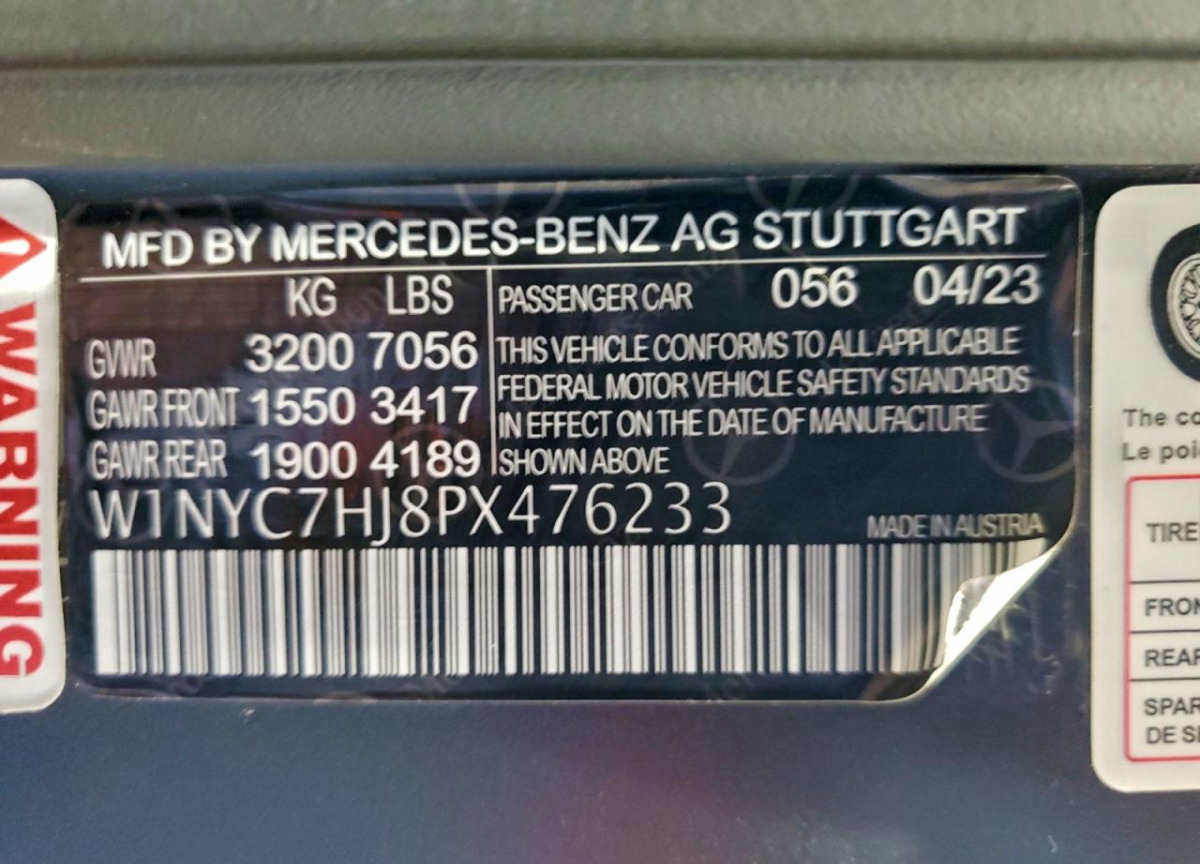 MFD BY MERCEDES-BENZ AG STUTTGART
KG LBS
GVWR 3200 7056
GAWR FRONT 1550 3417
GAWR REAR 1900 4189
PASSENGER CAR 056 04/23
THIS VEHICLE CONFORMS TO ALL APPLICABLE
FEDERAL MOTOR VEHICLE SAFETY STANDARDS
IN EFFECT ON THE DATE OF MANUFACTURE
SHOWN ABOVE
W1NYC7HJ8PX476233
MADE IN AUSTRIA
WARNING
The co
Le poi
TIRE
FRON
REAR
SPAR
DE S